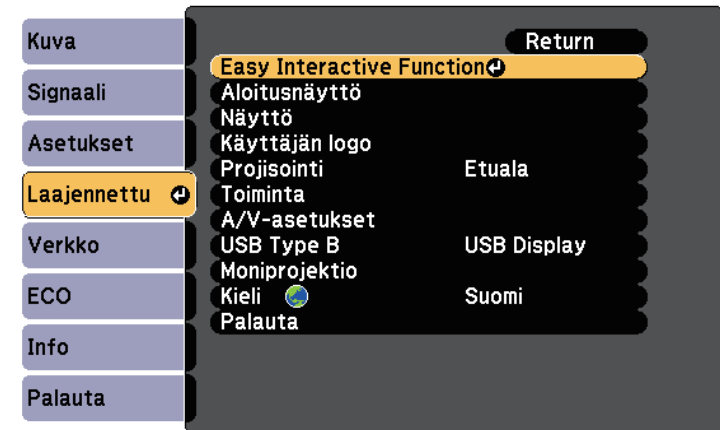 Kuva
Signaali
Asetukset
Laajennettu
Verkko
ECO
Info
Palauta
Return
Easy Interactive Function
Aloitusnäyttö
Näyttö
Käyttäjän logo
Projisointi Etuala
Toiminta
A/V-asetukset
USB Type B USB Display
Moniprojektio
Kieli Suomi
Palauta